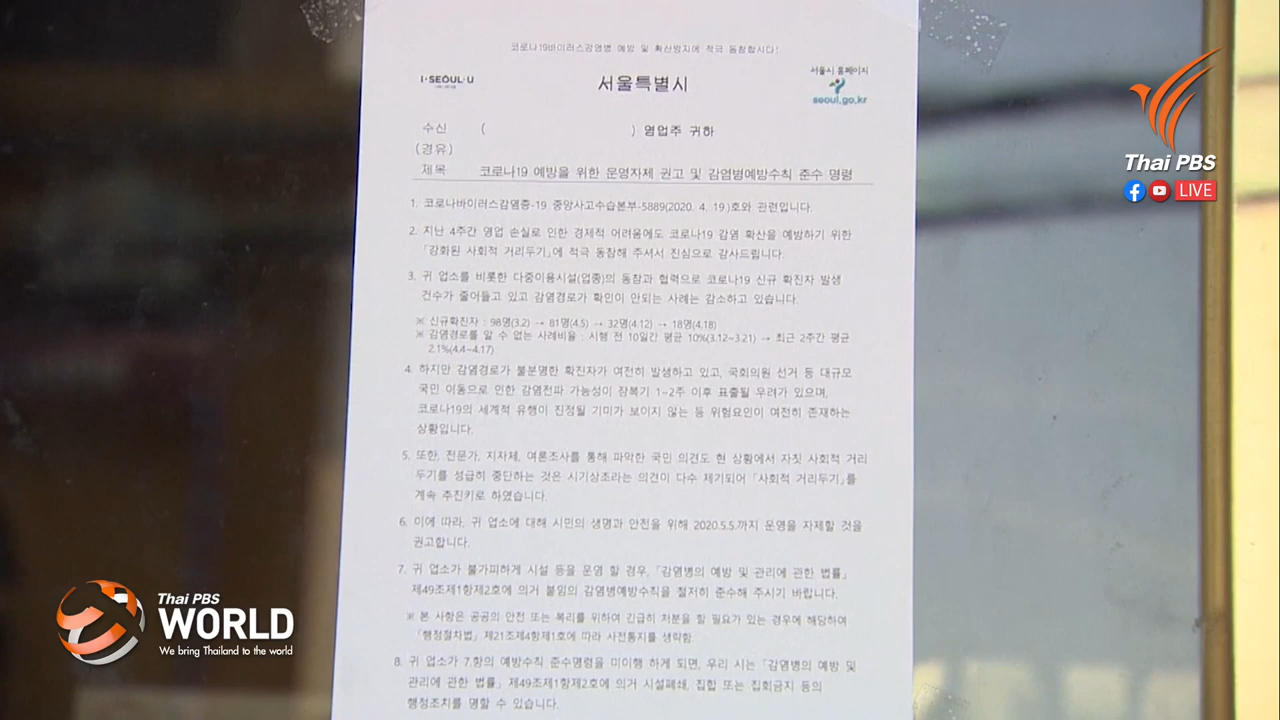 코로나19바이러스감염병 예방 및 확산방지에 적극 동참합시다!
I·SEOUL·U
서울특별시
서울시 홈페이지
seoul.go.kr
수신 ( ) 영업주 귀하
(경유)
제목 코로나19 예방을 위한 운영자제 권고 및 감염병예방수칙 준수 명령
1. 코로나바이러스감염증-19 중앙사고수습본부-5889(2020. 4. 19.)호와 관련입니다.
2. 지난 4주간 영업 손실로 인한 경제적 어려움에도 코로나19 감염 확산을 예방하기 위한
「강화된 사회적 거리두기」에 적극 동참해 주셔서 진심으로 감사드립니다.
3. 귀 업소를 비롯한 다중이용시설(업종)의 동참과 협력으로 코로나19 신규 확진자 발생
건수가 줄어들고 있고 감염경로가 확인이 안되는 사례는 감소하고 있습니다.
※ 신규확진자 : 98명(3.2) → 81명(4.5) → 32명(4.12) → 18명(4.18)
※ 감염경로를 알 수 없는 사례비율 : 시행 전 10일간 평균 10%(3.12~3.21) → 최근 2주간 평균
2.1%(4.4~4.17)
4. 하지만 감염경로가 불분명한 확진자가 여전히 발생하고 있고, 국회의원 선거 등 대규모
국민 이동으로 인한 감염전파 가능성이 잠복기 1~2주 이후 표출될 우려가 있으며,
코로나19의 세계적 유행이 진정될 기미가 보이지 않는 등 위험요인이 여전히 존재하는
상황입니다.
5. 또한, 전문가, 지자체, 여론조사를 통해 파악한 국민 의견도 현 상황에서 자칫 사회적 거리
두기를 성급히 중단하는 것은 시기상조라는 의견이 다수 제기되어 「사회적 거리두기」를
계속 추진키로 하였습니다.
6. 이에 따라, 귀 업소에 대해 시민의 생명과 안전을 위해 2020.5.5.까지 운영을 자제할 것을
권고합니다.
7. 귀 업소가 불가피하게 시설 등을 운영 할 경우, 「감염병의 예방 및 관리에 관한 법률」
제49조제1항제2호에 의거 붙임의 감염병예방수칙을 철저히 준수해 주시기 바랍니다.
※ 본 사항은 공공의 안전 또는 복리를 위하여 긴급히 처분을 할 필요가 있는 경우에 해당하여
「행정절차법」 제21조제4항제1호에 따라 사전통지를 생략함
8. 귀 업소가 7.항의 예방수칙 준수명령을 미이행 하게 되면, 우리 시는 「감염병의 예방 및
관리에 관한 법률」 제49조제1항제2호에 의거 시설폐쇄, 집합 또는 집회금지 등의
행정조치를 명할 수 있습니다.
Thai PBS
LIVE
Thai PBS
WORLD
We bring Thailand to the world